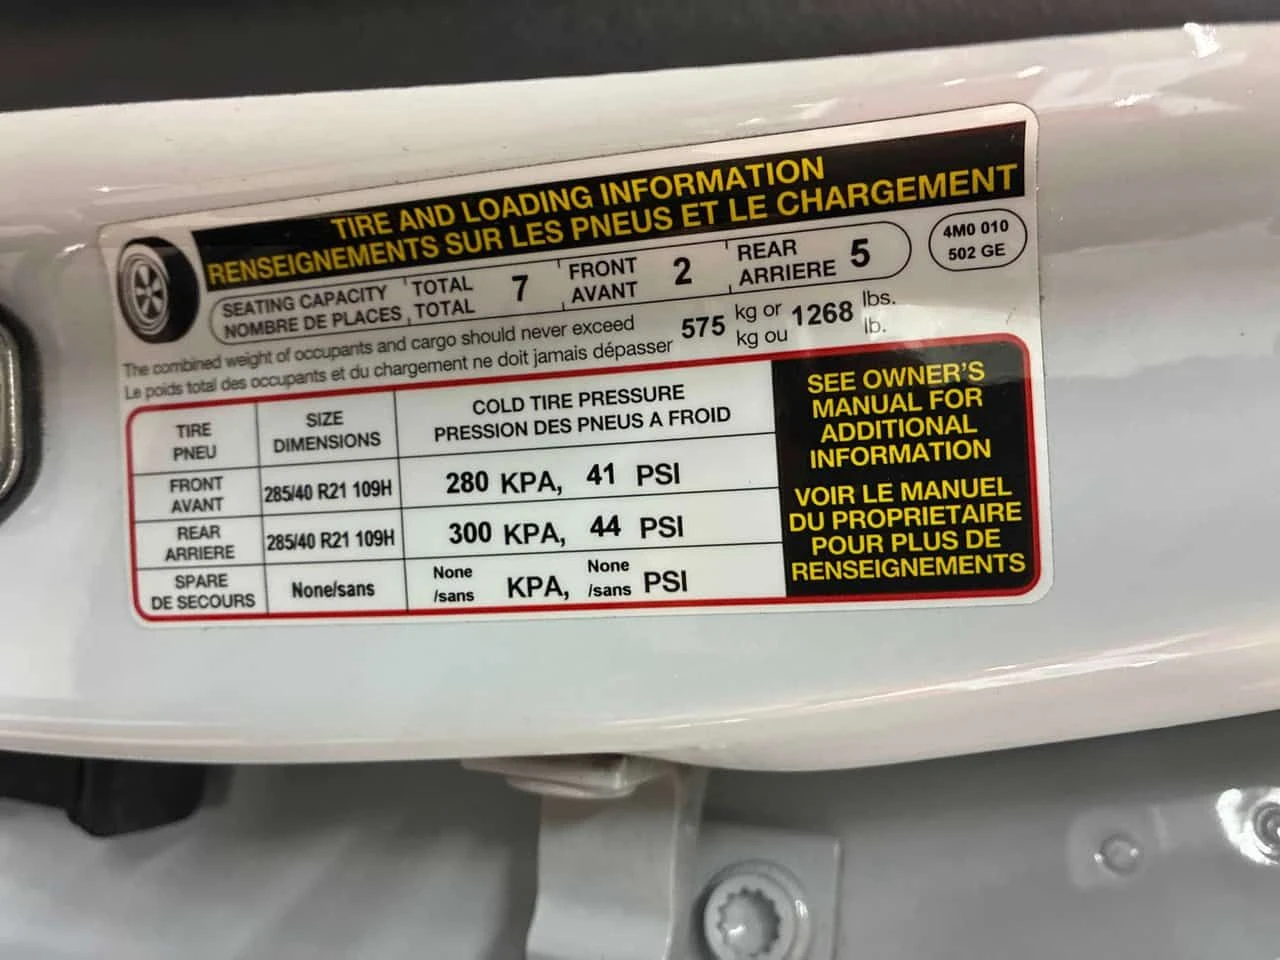 TIRE AND LOADING INFORMATION
RENSEIGNEMENTS SUR LES PNEUS ET LE CHARGEMENT
4M0 010
502 GE
SEATING CAPACITY TOTAL 7 FRONT 2 REAR 5
NOMBRE DE PLACES TOTAL AVANT ARRIERE
The combined weight of occupants and cargo should never exceed 575 kg or 1268 lbs.
Le poids total des occupants et du chargement ne doit jamais dépasser kg ou lb.
TIRE SIZE COLD TIRE PRESSURE
PNEU DIMENSIONS PRESSION DES PNEUS A FROID
FRONT 285/40 R21 109H 280 KPA, 41 PSI
AVANT
REAR 285/40 R21 109H 300 KPA, 44 PSI
ARRIERE
SPARE None/sans None KPA, None PSI
DE SECOURS /sans /sans
SEE OWNER'S
MANUAL FOR
ADDITIONAL
INFORMATION
VOIR LE MANUEL
DU PROPRIETAIRE
POUR PLUS DE
RENSEIGNEMENTS